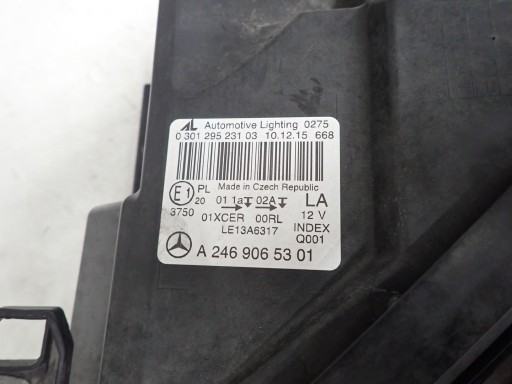 AL Automotive Lighting 0275
0 301 295 231 03 10.12.15 668
Made in Czech Republic
E1 PL 01 1a 02A LA
20
3750 01XCER 00RL 12 V
LE13A6317 INDEX
Q001
A 246 906 53 01